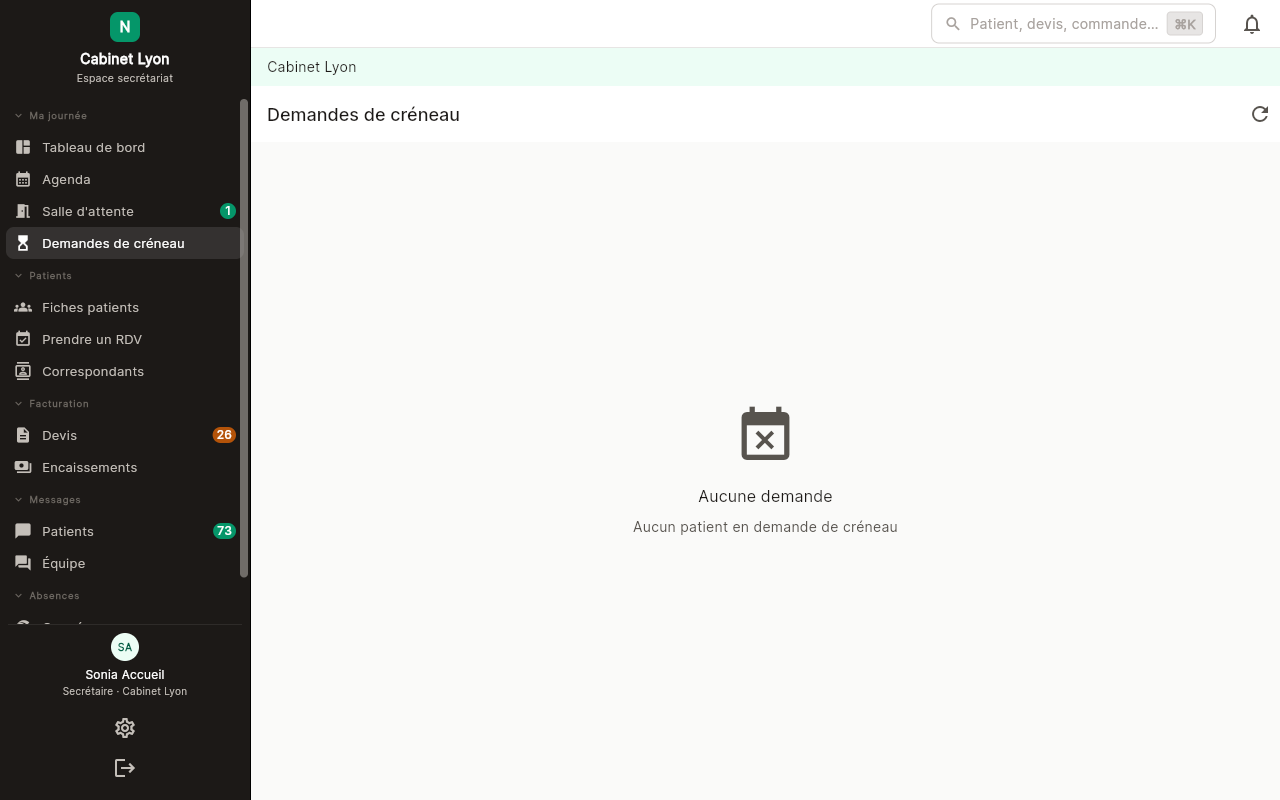 N
Cabinet Lyon
Espace secrétariat
Ma journée
Tableau de bord
Agenda
Salle d'attente 1
Demandes de créneau
Patients
Fiches patients
Prendre un RDV
Correspondants
Facturation
Devis 26
Encaissements
Messages
Patients 73
Équipe
Absences
SA
Sonia Accueil
Secrétaire · Cabinet Lyon
Patient, devis, commande... ⌘K
Cabinet Lyon
Demandes de créneau
Aucune demande
Aucun patient en demande de créneau